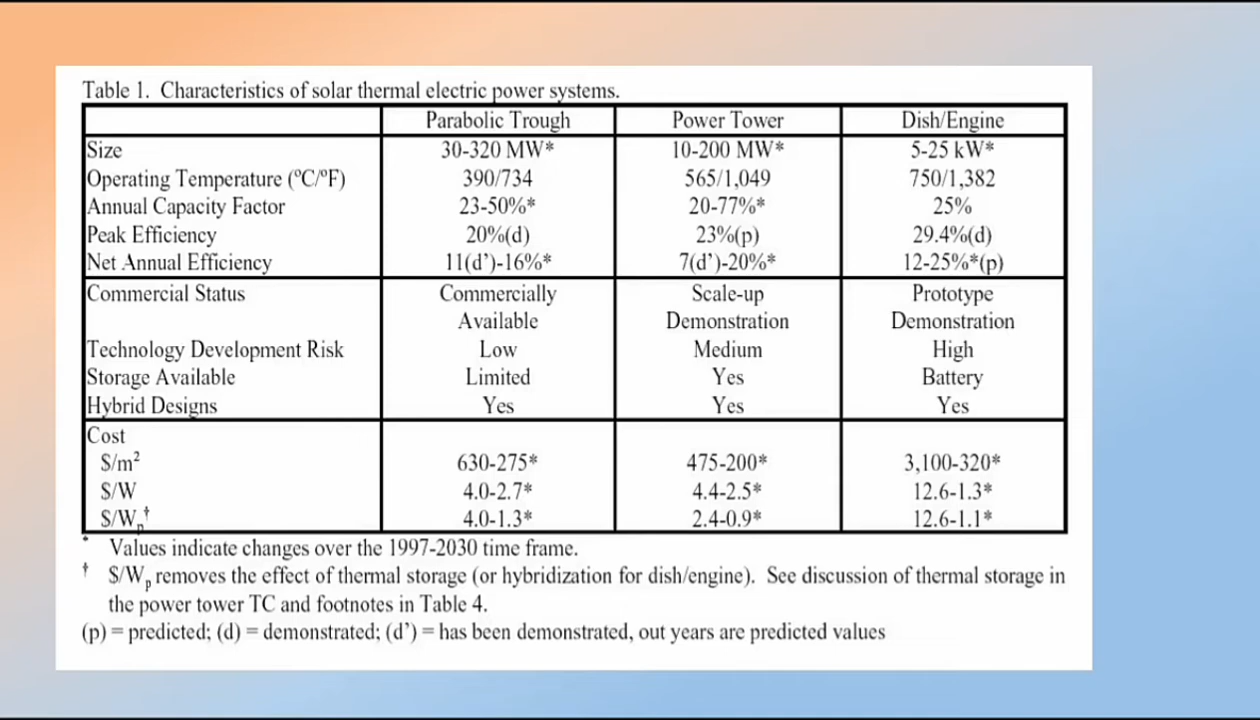 Table 1. Characteristics of solar thermal electric power systems.
Parabolic Trough Power Tower Dish/Engine
Size 30-320 MW* 10-200 MW* 5-25 kW*
Operating Temperature (ºC/ºF) 390/734 565/1,049 750/1,382
Annual Capacity Factor 23-50%* 20-77%* 25%
Peak Efficiency 20%(d) 23%(p) 29.4%(d)
Net Annual Efficiency 11(d’)-16%* 7(d’)-20%* 12-25%*(p)
Commercial Status Commercially Scale-up Prototype
Available Demonstration Demonstration
Technology Development Risk Low Medium High
Storage Available Limited Yes Battery
Hybrid Designs Yes Yes Yes
Cost
$/m² 630-275* 475-200* 3,100-320*
$/W 4.0-2.7* 4.4-2.5* 12.6-1.3*
$/Wp† 4.0-1.3* 2.4-0.9* 12.6-1.1*
* Values indicate changes over the 1997-2030 time frame.
† $/Wp removes the effect of thermal storage (or hybridization for dish/engine). See discussion of thermal storage in
the power tower TC and footnotes in Table 4.
(p) = predicted; (d) = demonstrated; (d’) = has been demonstrated, out years are predicted values